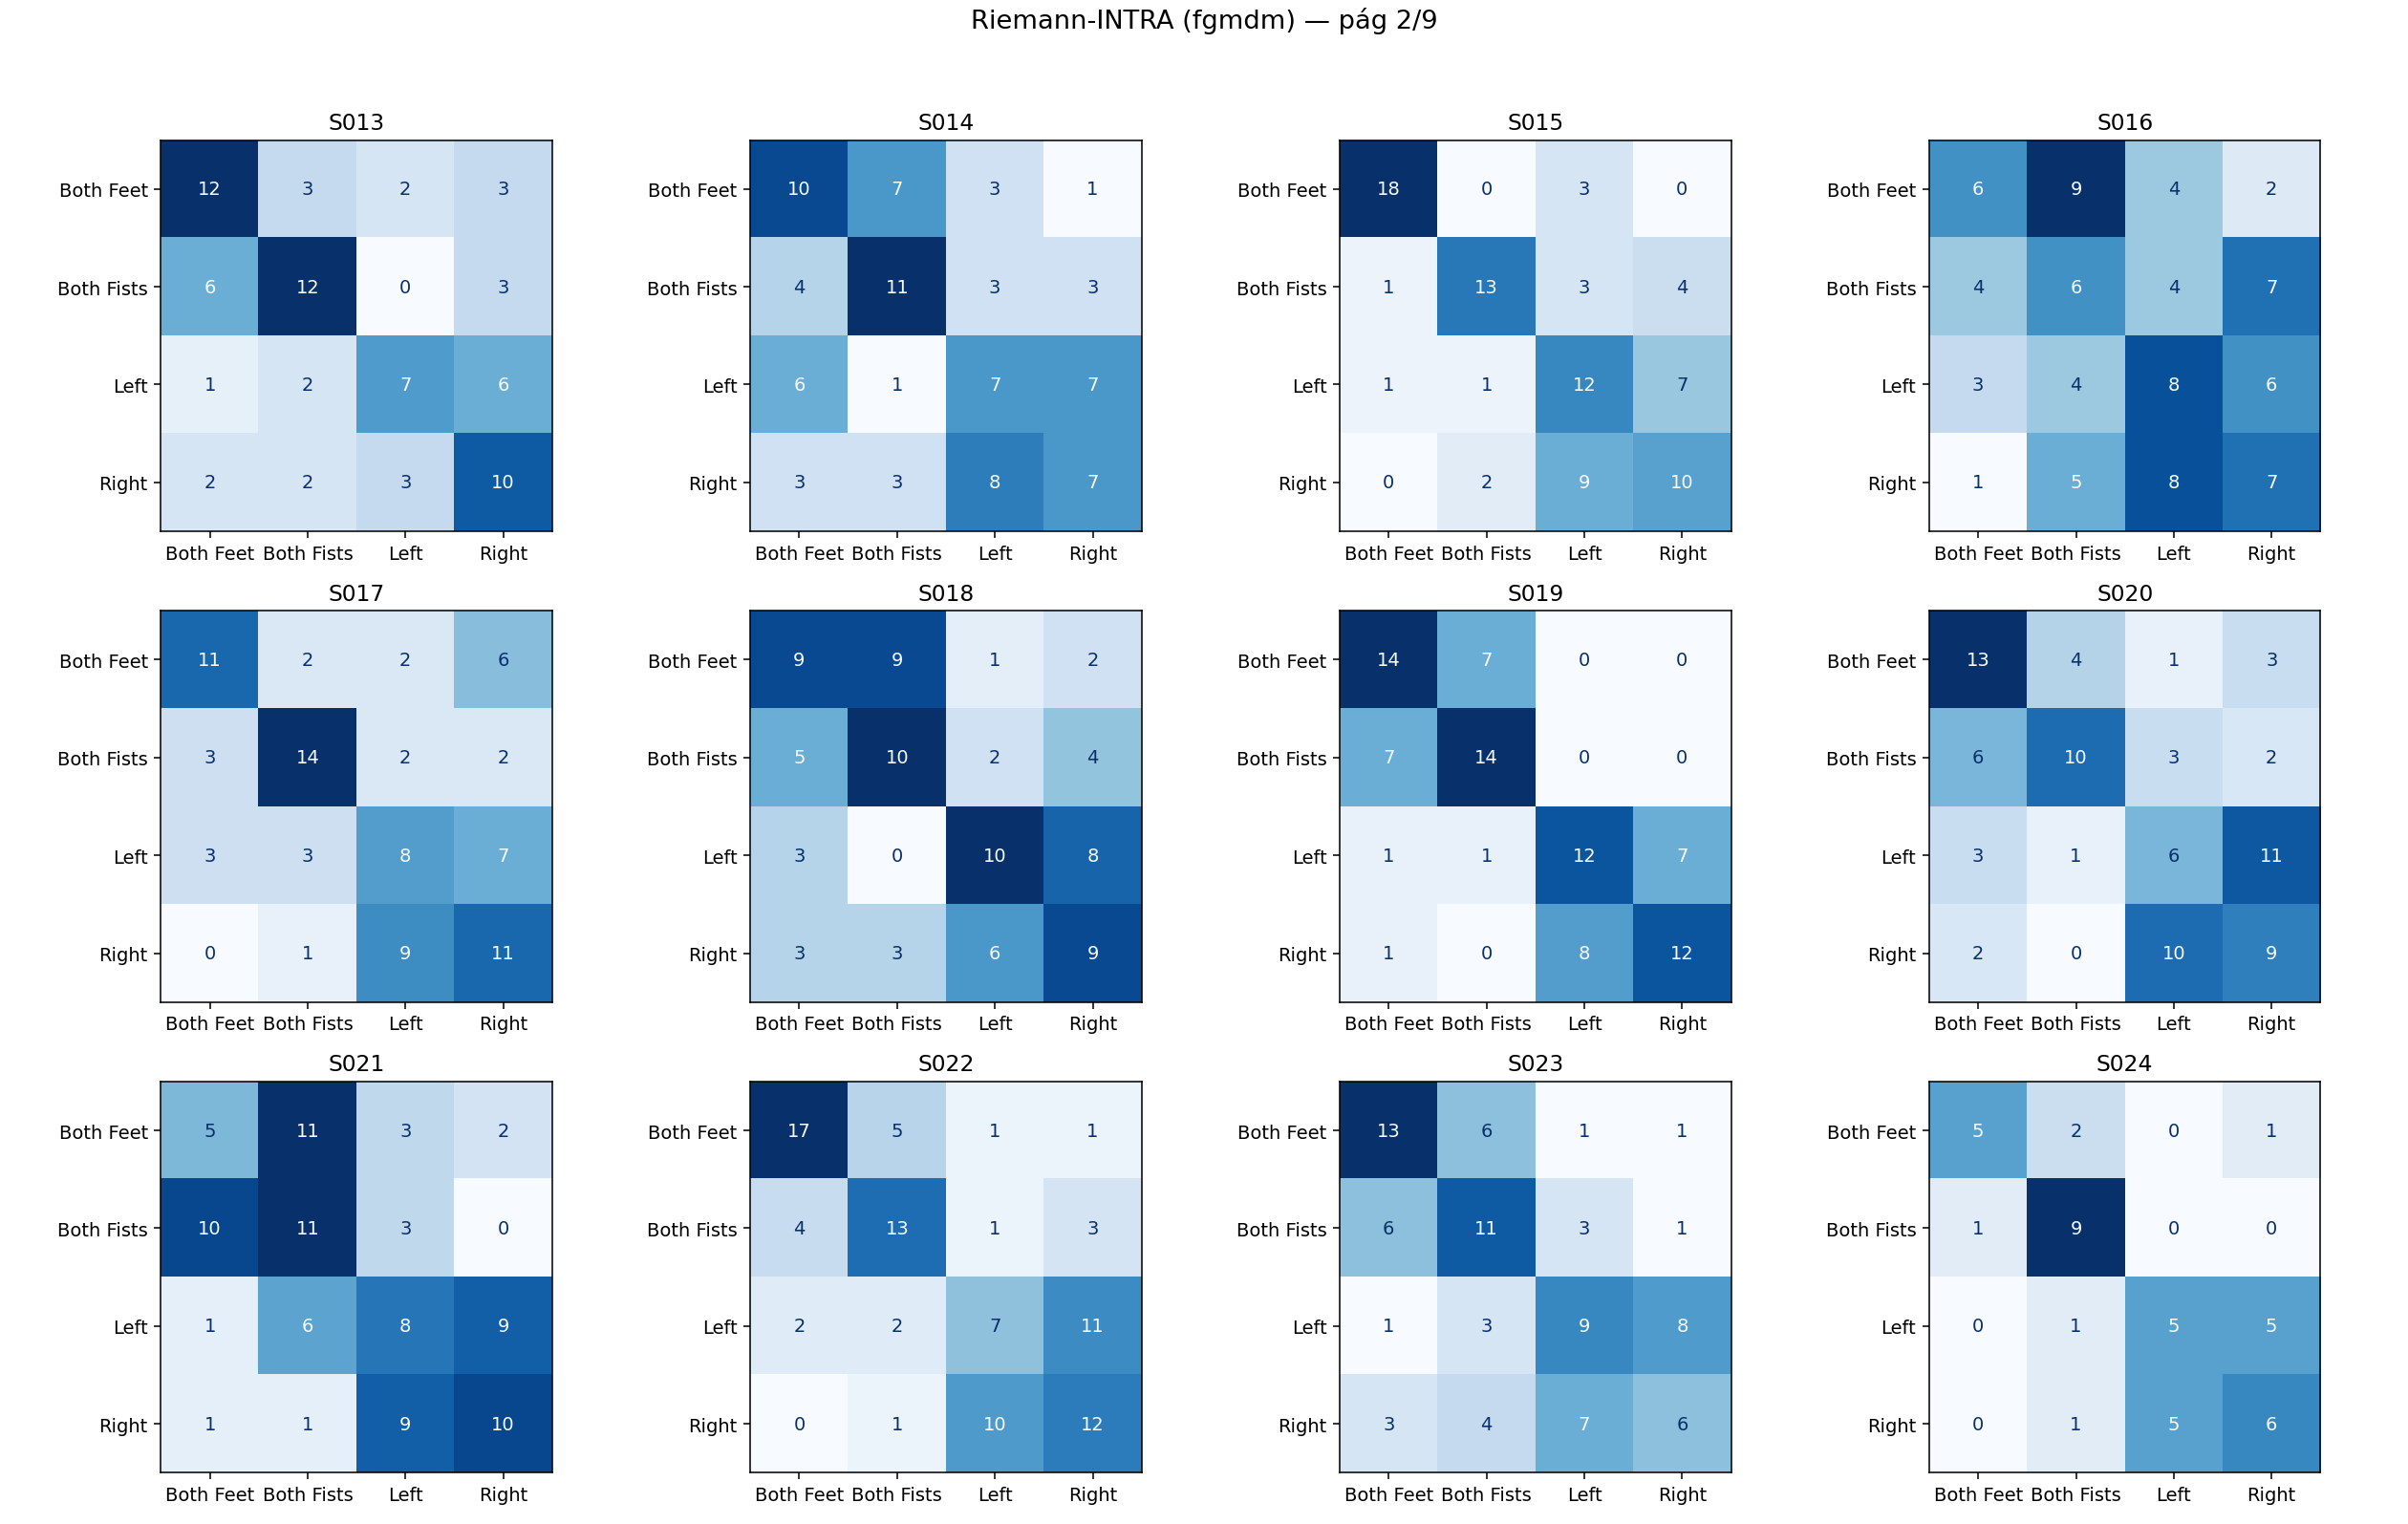 Riemann-INTRA (fgmdm) — pág 2/9
S013 S014 S015 S016
Both Feet 12 3 2 3 Both Feet 10 7 3 1 Both Feet 18 0 3 0 Both Feet 6 9 4 2
Both Fists 6 12 0 3 Both Fists 4 11 3 3 Both Fists 1 13 3 4 Both Fists 4 6 4 7
Left 1 2 7 6 Left 6 1 7 7 Left 1 1 12 7 Left 3 4 8 6
Right 2 2 3 10 Right 3 3 8 7 Right 0 2 9 10 Right 1 5 8 7
Both Feet Both Fists Left Right Both Feet Both Fists Left Right Both Feet Both Fists Left Right Both Feet Both Fists Left Right
S017 S018 S019 S020
Both Feet 11 2 2 6 Both Feet 9 9 1 2 Both Feet 14 7 0 0 Both Feet 13 4 1 3
Both Fists 3 14 2 2 Both Fists 5 10 2 4 Both Fists 7 14 0 0 Both Fists 6 10 3 2
Left 3 3 8 7 Left 3 0 10 8 Left 1 1 12 7 Left 3 1 6 11
Right 0 1 9 11 Right 3 3 6 9 Right 1 0 8 12 Right 2 0 10 9
Both Feet Both Fists Left Right Both Feet Both Fists Left Right Both Feet Both Fists Left Right Both Feet Both Fists Left Right
S021 S022 S023 S024
Both Feet 5 11 3 2 Both Feet 17 5 1 1 Both Feet 13 6 1 1 Both Feet 5 2 0 1
Both Fists 10 11 3 0 Both Fists 4 13 1 3 Both Fists 6 11 3 1 Both Fists 1 9 0 0
Left 1 6 8 9 Left 2 2 7 11 Left 1 3 9 8 Left 0 1 5 5
Right 1 1 9 10 Right 0 1 10 12 Right 3 4 7 6 Right 0 1 5 6
Both Feet Both Fists Left Right Both Feet Both Fists Left Right Both Feet Both Fists Left Right Both Feet Both Fists Left Right